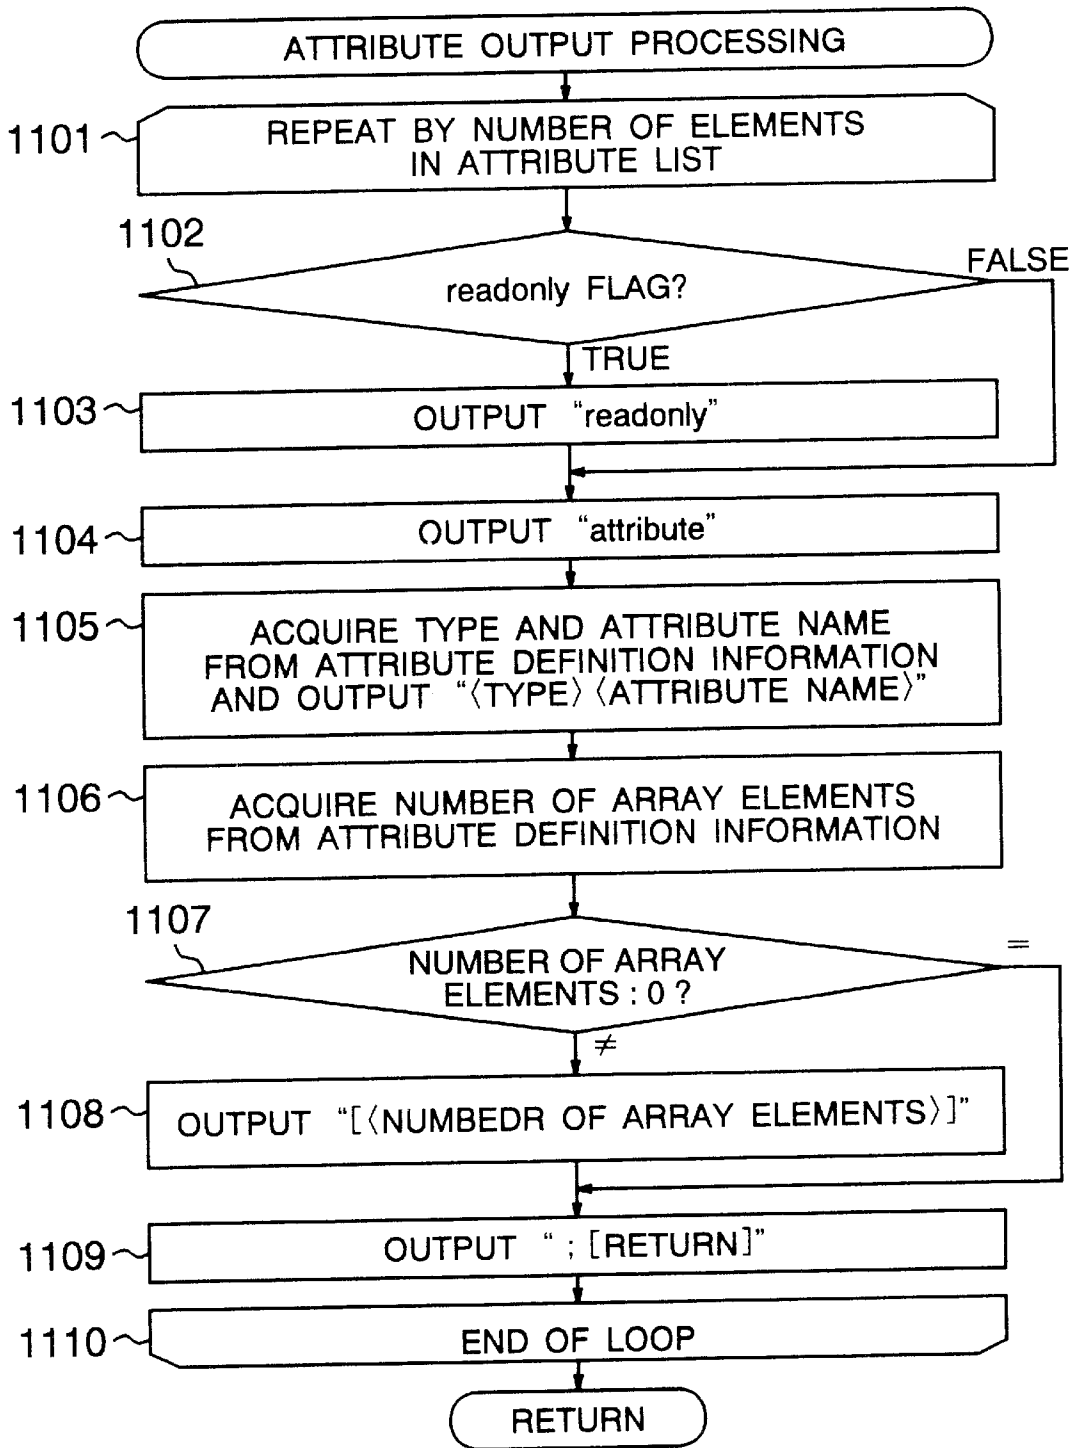 ATTRIBUTE OUTPUT PROCESSING
1101
REPEAT BY NUMBER OF ELEMENTS
IN ATTRIBUTE LIST
1102
readonly FLAG?
FALSE
TRUE
1103
OUTPUT “readonly”
1104
OUTPUT “attribute”
1105
ACQUIRE TYPE AND ATTRIBUTE NAME
FROM ATTRIBUTE DEFINITION INFORMATION
AND OUTPUT “〈TYPE〉〈ATTRIBUTE NAME〉”
1106
ACQUIRE NUMBER OF ARRAY ELEMENTS
FROM ATTRIBUTE DEFINITION INFORMATION
1107
NUMBER OF ARRAY
ELEMENTS : 0 ?
=
≠
1108
OUTPUT “[〈NUMBEDR OF ARRAY ELEMENTS〉]”
1109
OUTPUT “ ; [RETURN]”
1110
END OF LOOP
RETURN